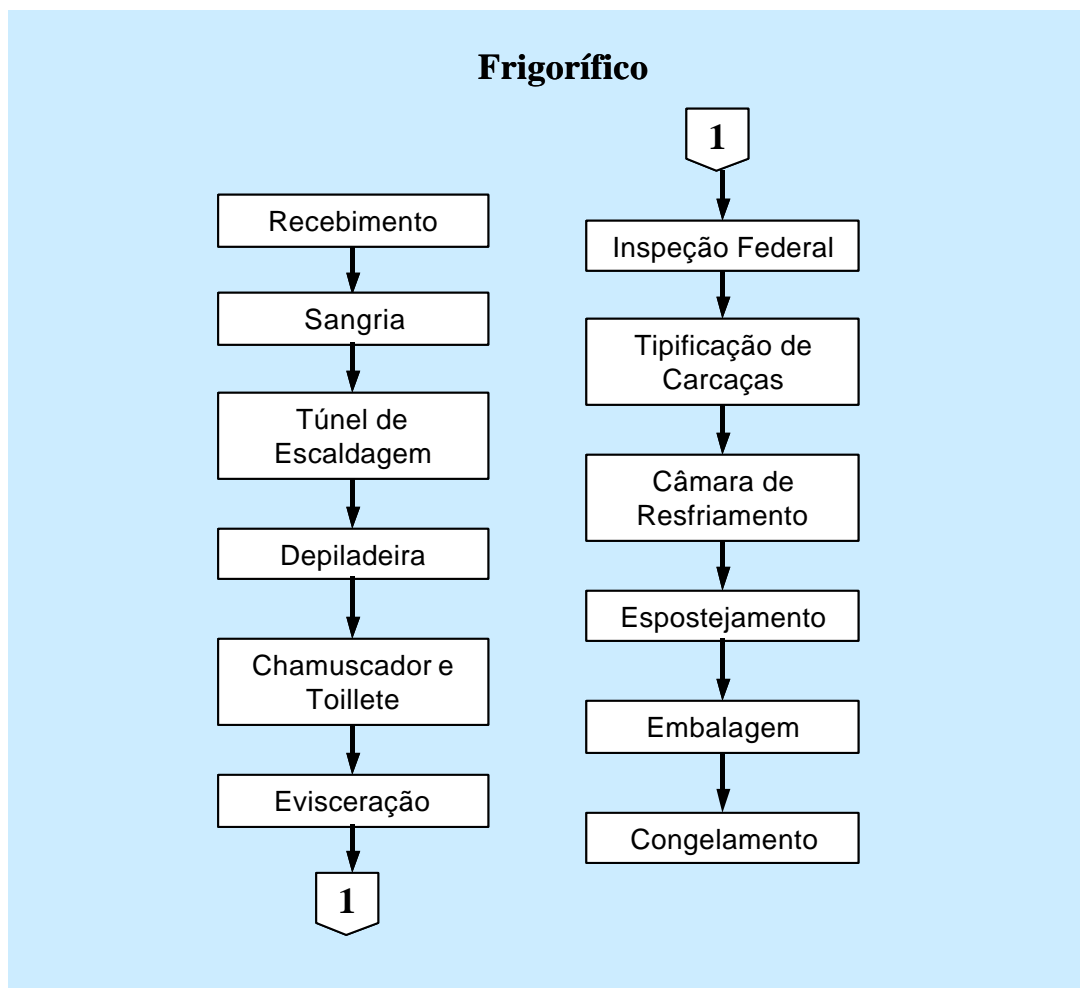 Frigorífico
Recebimento
Sangria
Túnel de
Escaldagem
Depiladeira
Chamuscador e
Toillete
Evisceração
1
1
Inspeção Federal
Tipificação de
Carcaças
Câmara de
Resfriamento
Espostejamento
Embalagem
Congelamento